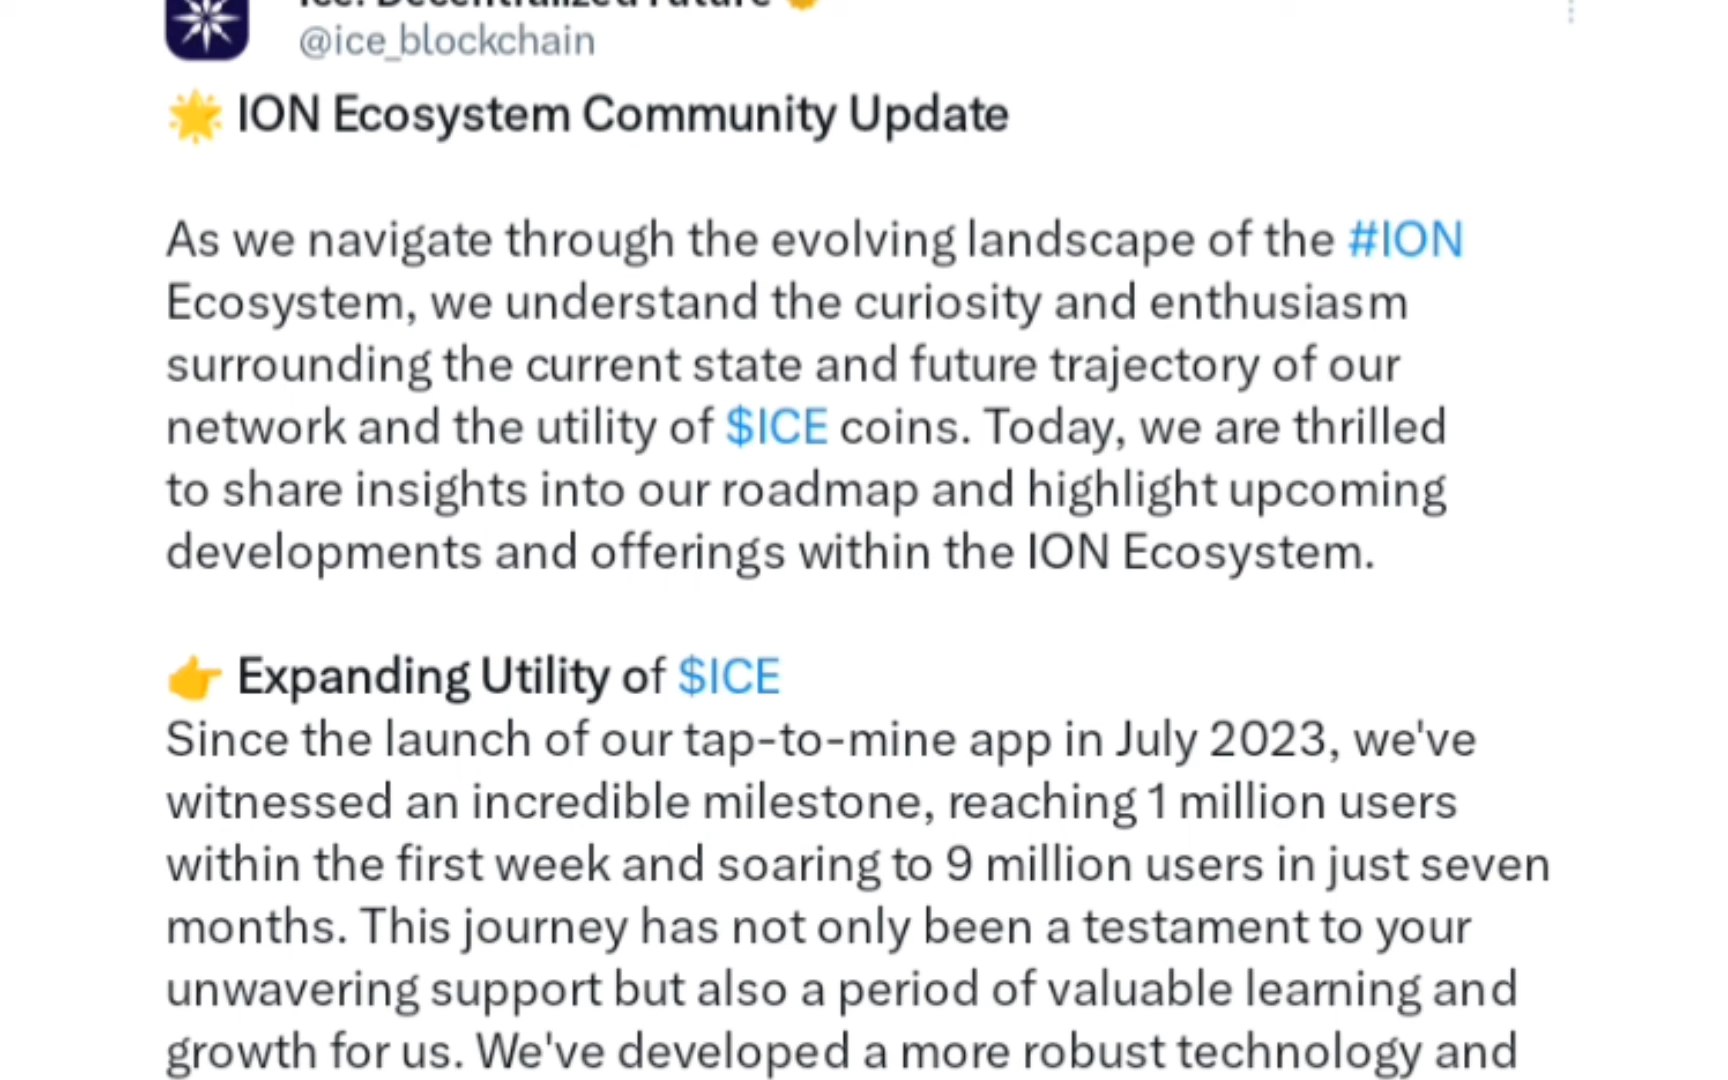 Ice: Decentralized Future
@ice_blockchain
🌟 ION Ecosystem Community Update
As we navigate through the evolving landscape of the #ION
Ecosystem, we understand the curiosity and enthusiasm
surrounding the current state and future trajectory of our
network and the utility of $ICE coins. Today, we are thrilled
to share insights into our roadmap and highlight upcoming
developments and offerings within the ION Ecosystem.
👉 Expanding Utility of $ICE
Since the launch of our tap-to-mine app in July 2023, we've
witnessed an incredible milestone, reaching 1 million users
within the first week and soaring to 9 million users in just seven
months. This journey has not only been a testament to your
unwavering support but also a period of valuable learning and
growth for us. We've developed a more robust technology and